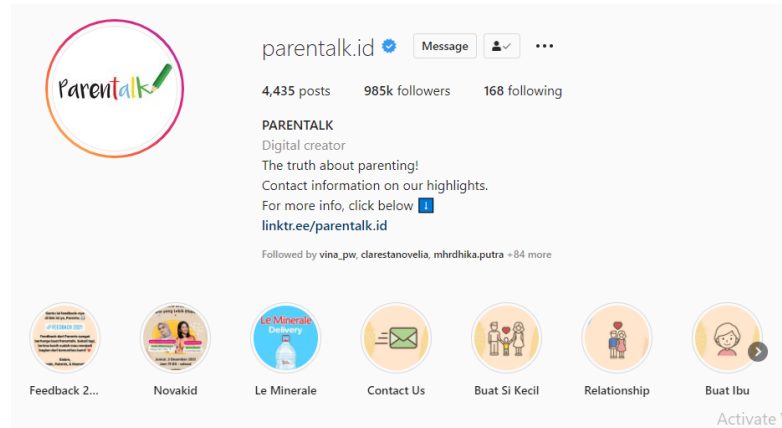 parentalk.id
Message
4,435 posts 985k followers 168 following
Parentalk
PARENTALK
Digital creator
The truth about parenting!
Contact information on our highlights.
For more info, click below ⬇
linktr.ee/parentalk.id
Followed by vina_pw, clarestanovelia, mhrdhika.putra +84 more
FEEDBACK 2021
Le Minerale
Delivery
Feedback 2...
Novakid
Le Minerale
Contact Us
Buat Si Kecil
Relationship
Buat Ibu
Activate